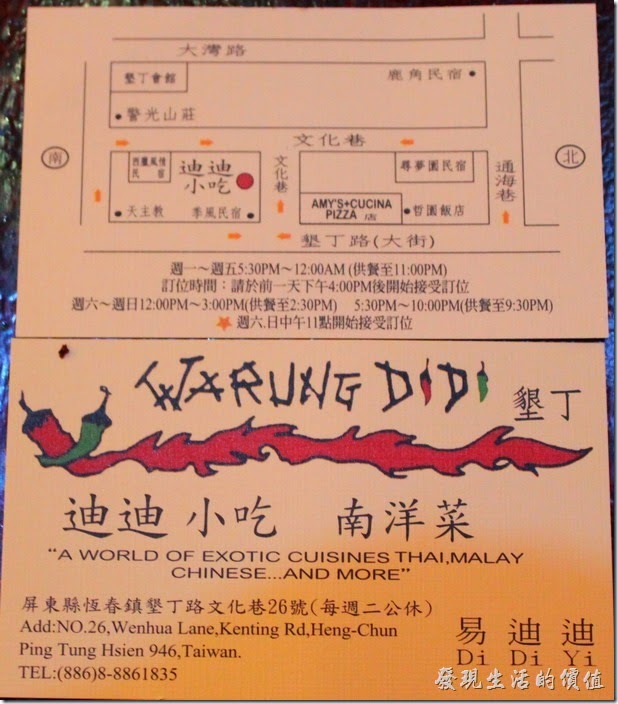 大灣路
墾丁會館
鹿角民宿
警光山莊
文化巷
南
北
西臘風情
民宿
迪迪
小吃
文化巷
尋夢園民宿
通海巷
天主教
季風民宿
AMY'S+CUCINA
PIZZA 店
哲園飯店
墾丁路(大街)
週一~週五5:30PM~12:00AM (供餐至11:00PM)
訂位時間：請於前一天下午4:00PM後開始接受訂位
週六~週日12:00PM~3:00PM(供餐至2:30PM) 5:30PM~10:00PM(供餐至9:30PM)
週六.日中午11點開始接受訂位
WARUNG DiDi 墾丁
迪迪 小吃 南洋菜
"A WORLD OF EXOTIC CUISINES THAI,MALAY
CHINESE...AND MORE"
屏東縣恆春鎮墾丁路文化巷26號(每週二公休)
Add:NO.26,Wenhua Lane,Kenting Rd,Heng-Chun
Ping Tung Hsien 946,Taiwan.
TEL:(886)8-8861835
易 迪 迪
Di Di Yi
發現生活的價值